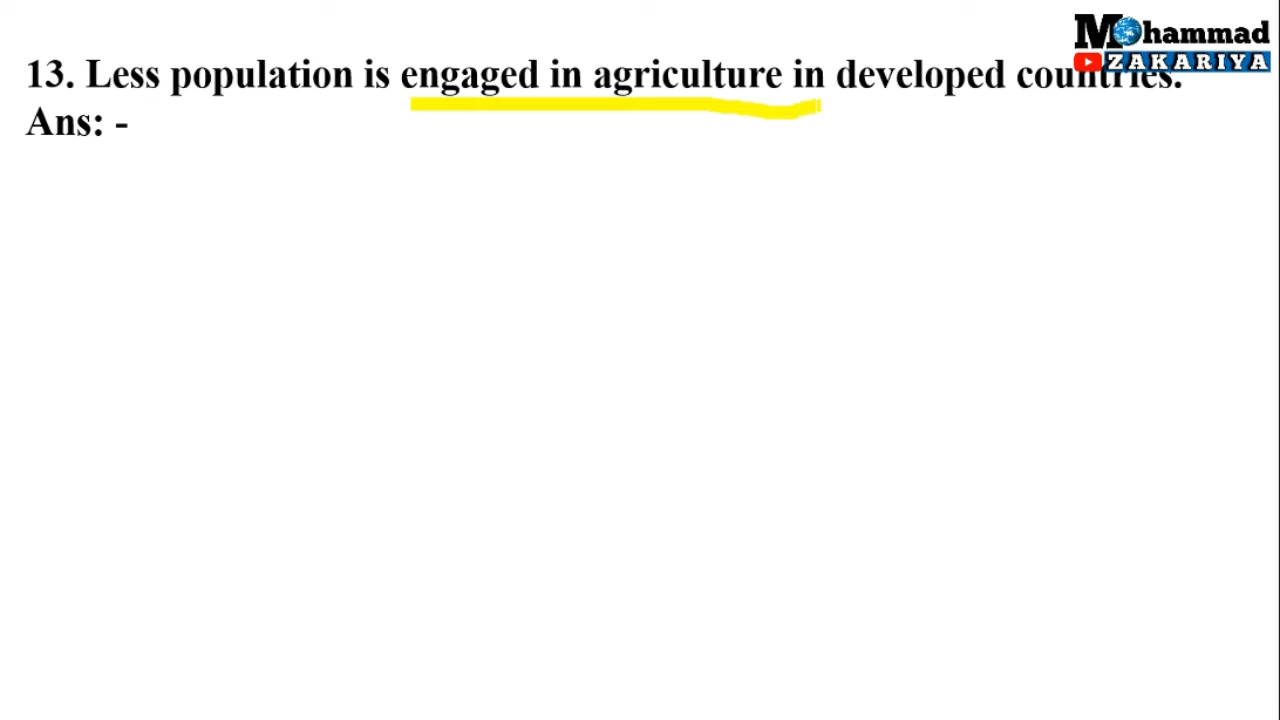 Mohammad
ZAKARIYA
13. Less population is engaged in agriculture in developed countries.
Ans: -